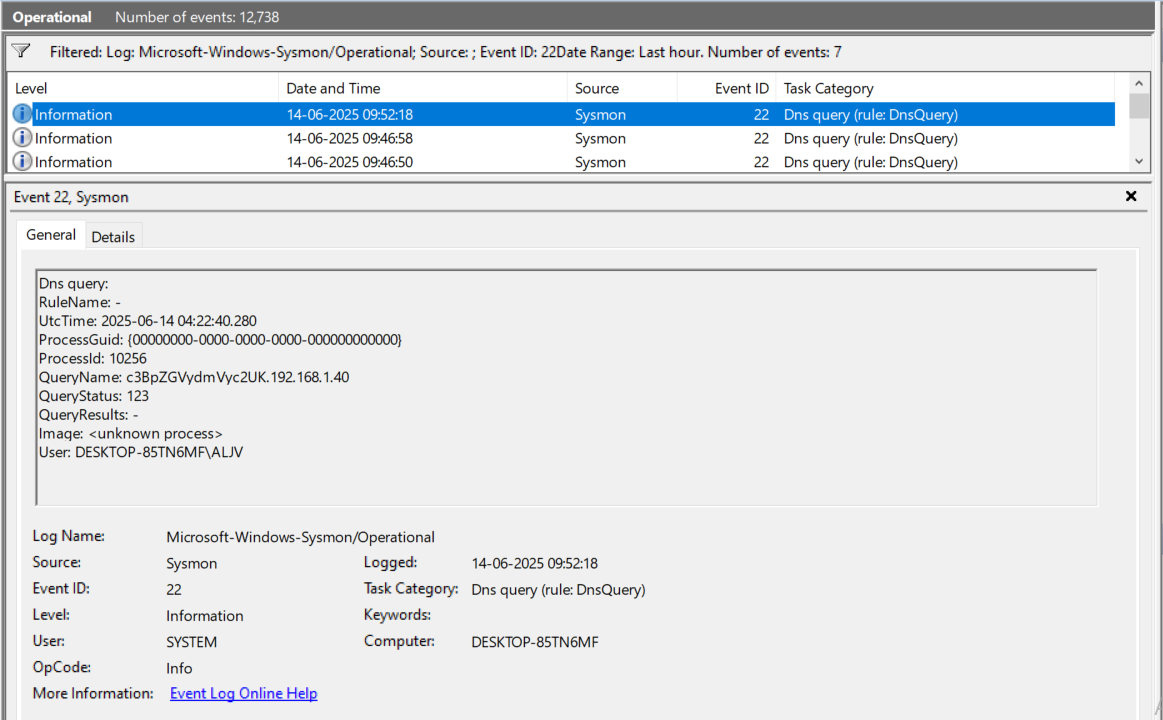 Operational Number of events: 12,738
Filtered: Log: Microsoft-Windows-Sysmon/Operational; Source: ; Event ID: 22Date Range: Last hour. Number of events: 7
Level Date and Time Source Event ID Task Category
Information 14-06-2025 09:52:18 Sysmon 22 Dns query (rule: DnsQuery)
Information 14-06-2025 09:46:58 Sysmon 22 Dns query (rule: DnsQuery)
Information 14-06-2025 09:46:50 Sysmon 22 Dns query (rule: DnsQuery)
Event 22, Sysmon
General Details
Dns query:
RuleName: -
UtcTime: 2025-06-14 04:22:40.280
ProcessGuid: {00000000-0000-0000-0000-000000000000}
ProcessId: 10256
QueryName: c3BpZGVydmVyc2UK.192.168.1.40
QueryStatus: 123
QueryResults: -
Image: <unknown process>
User: DESKTOP-85TN6MF\ALJV
Log Name: Microsoft-Windows-Sysmon/Operational
Source: Sysmon Logged: 14-06-2025 09:52:18
Event ID: 22 Task Category: Dns query (rule: DnsQuery)
Level: Information Keywords:
User: SYSTEM Computer: DESKTOP-85TN6MF
OpCode: Info
More Information: Event Log Online Help